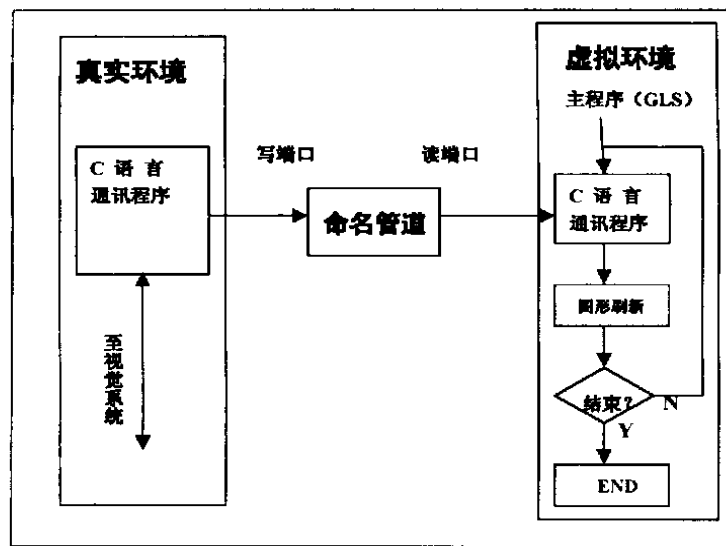 真实环境
C 语 言
通讯程序
至视觉系统
写端口
命名管道
读端口
虚拟环境
主程序（GLS）
C 语 言
通讯程序
图形刷新
结束?
N
Y
END